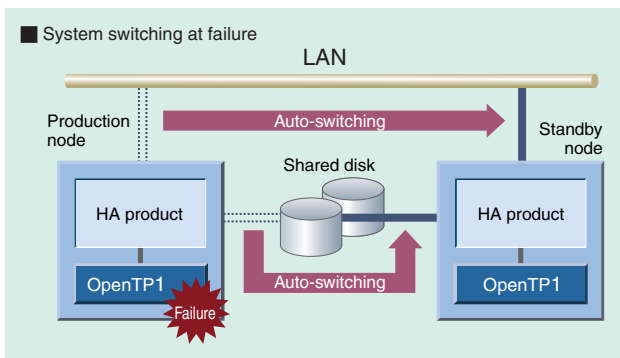 ■ System switching at failure
LAN
Production
node
Auto-switching
Standby
node
Shared disk
HA product
HA product
OpenTP1
Failure
Auto-switching
OpenTP1